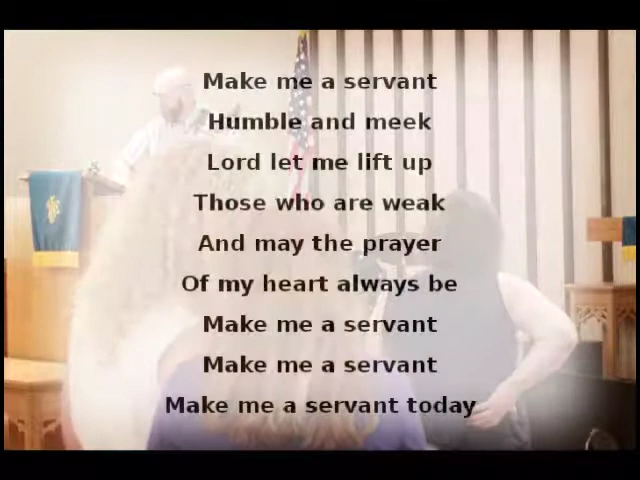 Make me a servant
Humble and meek
Lord let me lift up
Those who are weak
And may the prayer
Of my heart always be
Make me a servant
Make me a servant
Make me a servant today